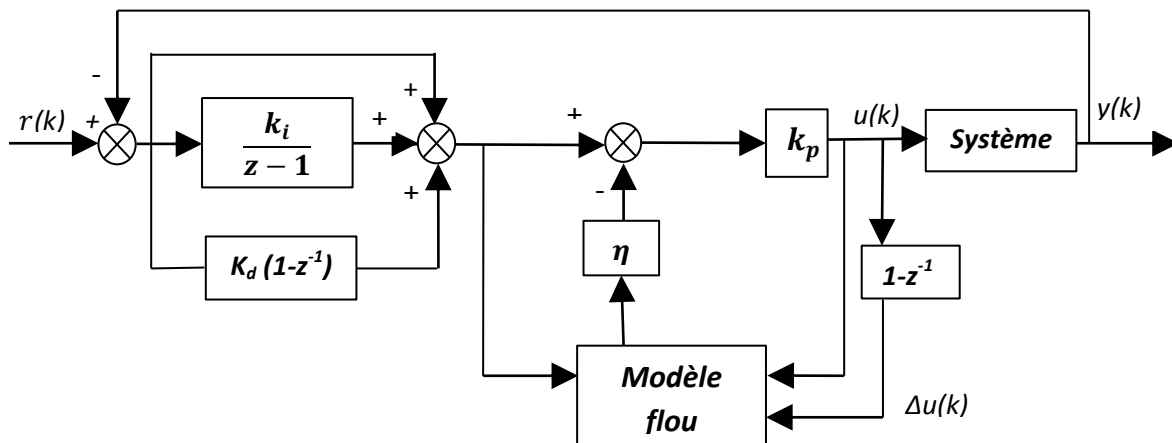 -
r(k) +
k_i / (z − 1)
+
+
+
K_d (1-z^{-1})
+
-
η
k_p
u(k)
Système
y(k)
1-z^{-1}
Modèle
flou
Δu(k)